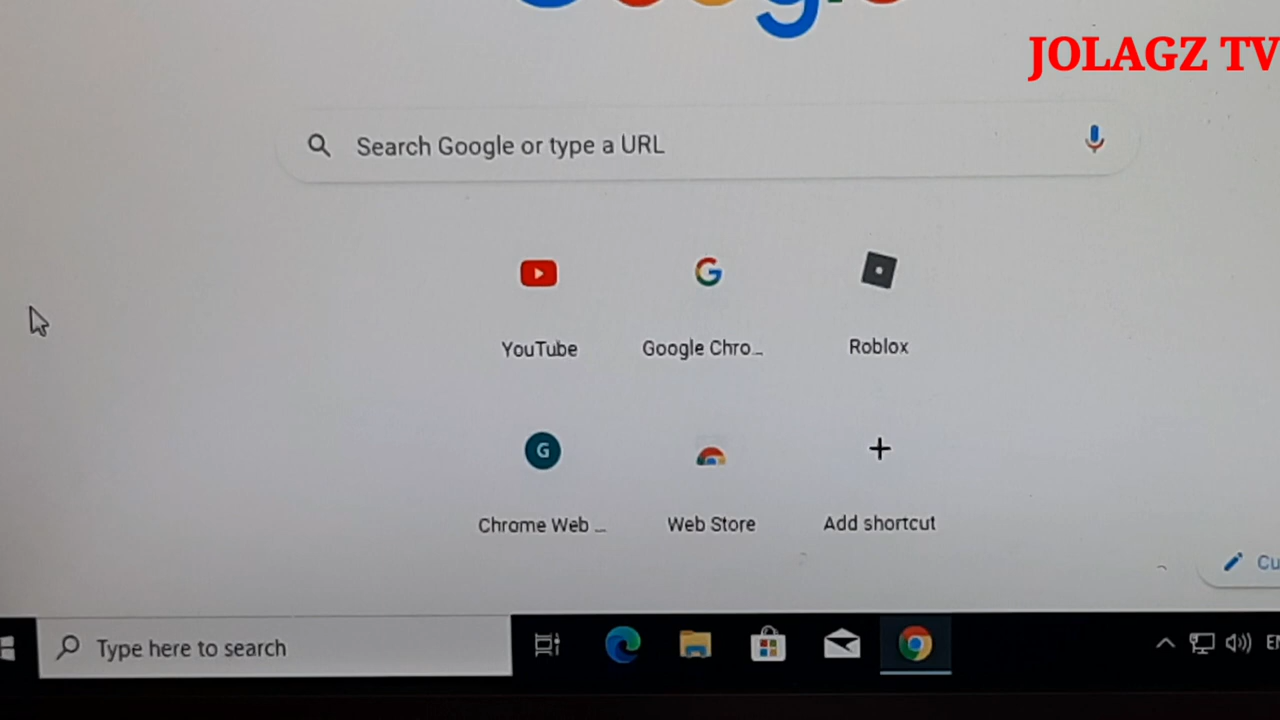 JOLAGZ TV
Search Google or type a URL
YouTube
Google Chro...
Roblox
G
Chrome Web ...
Web Store
Add shortcut
Type here to search